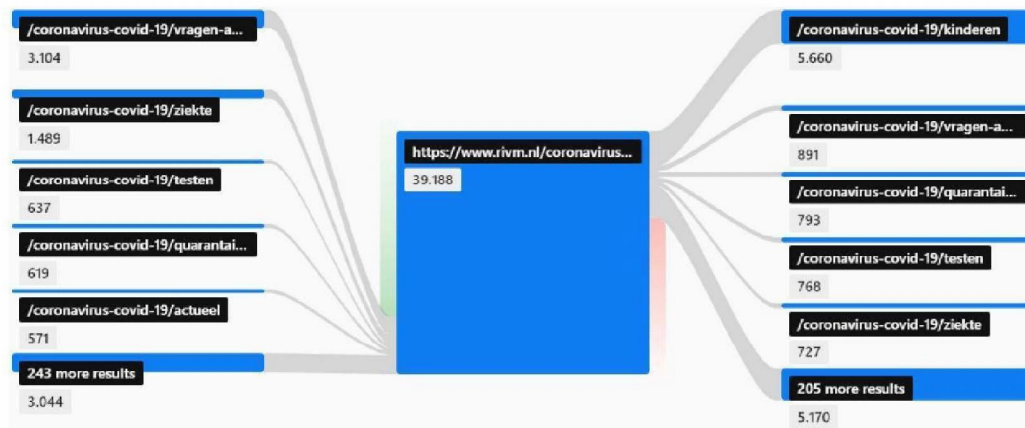 /coronavirus-covid-19/vragen-a...
3.104
/coronavirus-covid-19/ziekte
1.489
/coronavirus-covid-19/testen
637
/coronavirus-covid-19/quarantai...
619
/coronavirus-covid-19/actueel
571
243 more results
3.044
https://www.rivm.nl/coronavirus...
39.188
/coronavirus-covid-19/kinderen
5.660
/coronavirus-covid-19/vragen-a...
891
/coronavirus-covid-19/quarantai...
793
/coronavirus-covid-19/testen
768
/coronavirus-covid-19/ziekte
727
205 more results
5.170